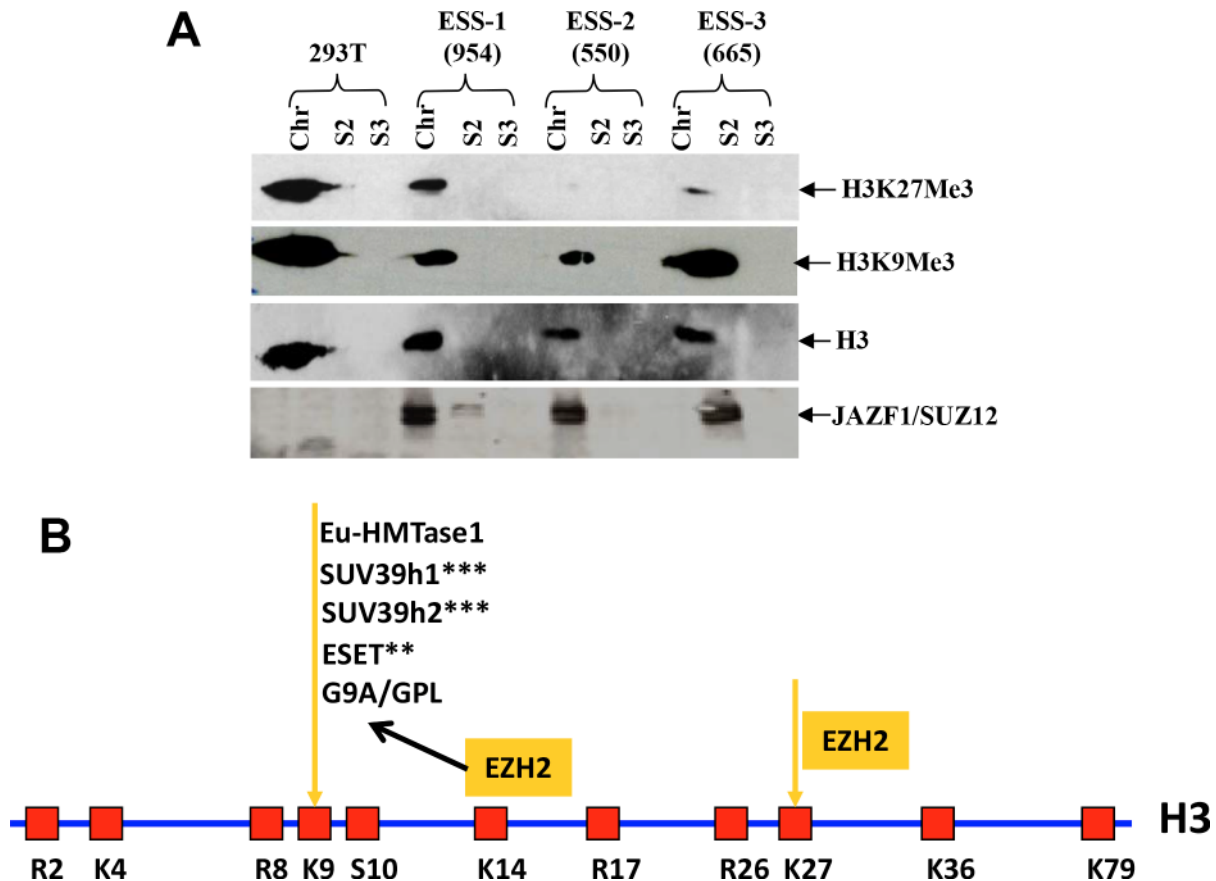 A
293T
ESS-1
(954)
ESS-2
(550)
ESS-3
(665)
Chr S2 S3 Chr S2 S3 Chr S2 S3 Chr S2 S3
H3K27Me3
H3K9Me3
H3
JAZF1/SUZ12
B
Eu-HMTase1
SUV39h1***
SUV39h2***
ESET**
G9A/GPL
EZH2
EZH2
H3
R2 K4 R8 K9 S10 K14 R17 R26 K27 K36 K79